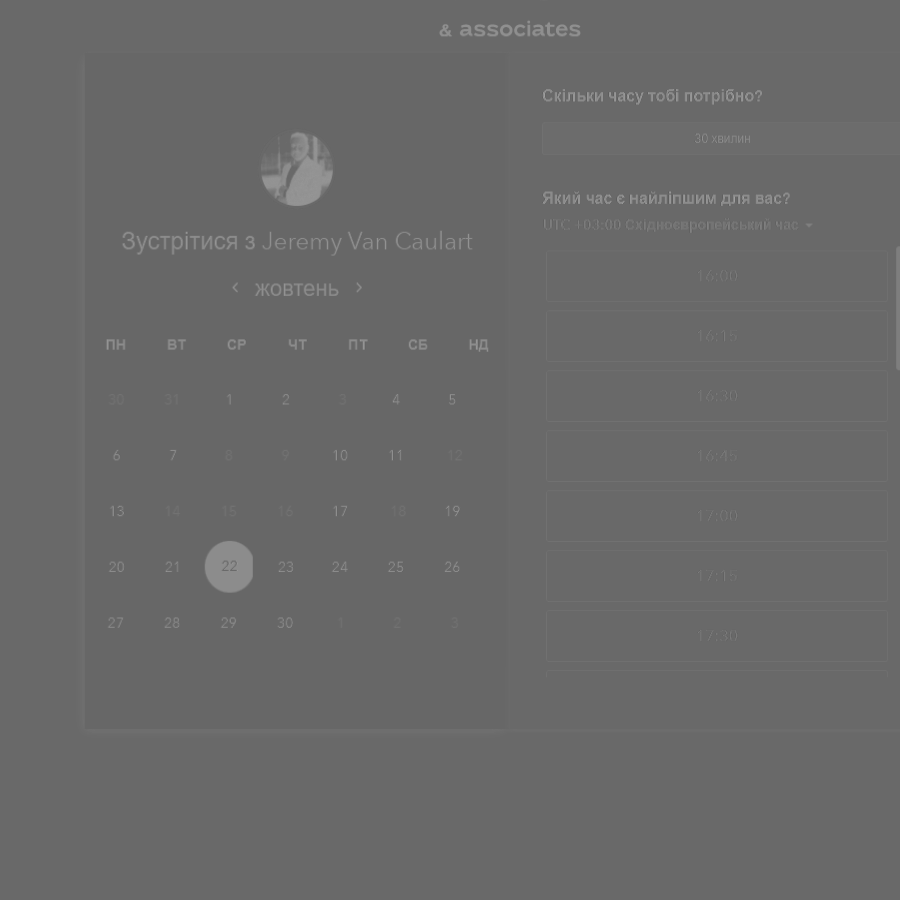 & associates
Зустрітися з Jeremy Van Caulart
жовтень
ПН ВТ СР ЧТ ПТ СБ НД
30 31 1 2 3 4 5
6 7 8 9 10 11 12
13 14 15 16 17 18 19
20 21 22 23 24 25 26
27 28 29 30 1 2 3
Скільки часу тобі потрібно?
30 хвилин
Який час є найліпшим для вас?
UTC +03:00 Східноєвропейський час
16:00
16:15
16:30
16:45
17:00
17:15
17:30